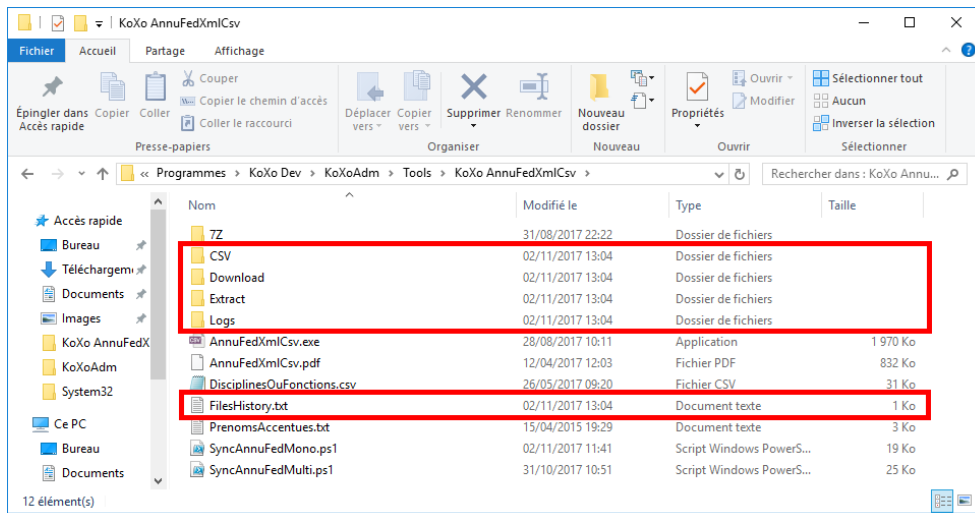 KoXo AnnuFedXmlCsv
Fichier Accueil Partage Affichage
Épingler dans Accès rapide
Copier
Coller
Couper
Copier le chemin d'accès
Coller le raccourci
Presse-papiers
Déplacer vers
Copier vers
Supprimer
Renommer
Organiser
Nouveau dossier
Nouveau
Propriétés
Ouvrir
Modifier
Ouvrir
Sélectionner tout
Aucun
Inverser la sélection
Sélectionner
« Programmes > KoXo Dev > KoXoAdm > Tools > KoXo AnnuFedXmlCsv >
Rechercher dans : KoXo Annu...
Accès rapide
Bureau
Téléchargem
Documents
Images
KoXo AnnuFedX
KoXoAdm
System32
Ce PC
Bureau
Documents
Nom Modifié le Type Taille
7Z 31/08/2017 22:22 Dossier de fichiers
CSV 02/11/2017 13:04 Dossier de fichiers
Download 02/11/2017 13:04 Dossier de fichiers
Extract 02/11/2017 13:04 Dossier de fichiers
Logs 02/11/2017 13:04 Dossier de fichiers
AnnuFedXmlCsv.exe 28/08/2017 10:11 Application 1 970 Ko
AnnuFedXmlCsv.pdf 12/04/2017 12:03 Fichier PDF 832 Ko
DisciplinesOuFonctions.csv 26/05/2017 09:20 Fichier CSV 31 Ko
FilesHistory.txt 02/11/2017 13:04 Document texte 1 Ko
PrenomsAccentues.txt 15/04/2015 19:29 Document texte 3 Ko
SyncAnnuFedMono.ps1 02/11/2017 11:41 Script Windows PowerS... 19 Ko
SyncAnnuFedMulti.ps1 31/10/2017 10:51 Script Windows PowerS... 25 Ko
12 élément(s)